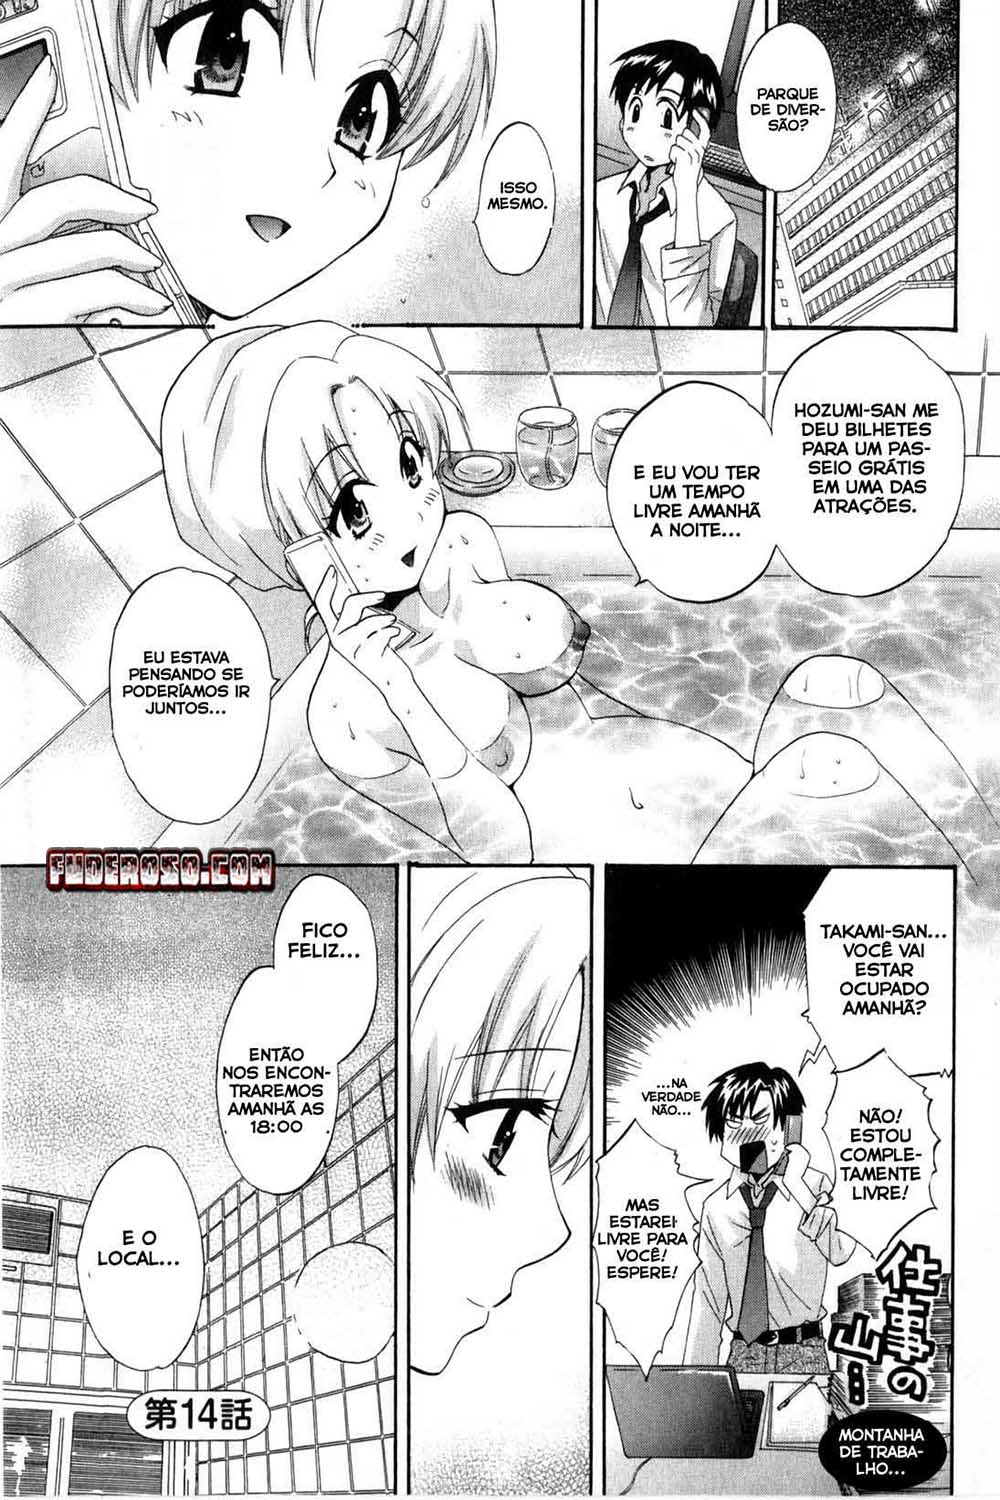 PARQUE
DE DIVER-
SÃO?
ISSO
MESMO.
HOZUMI-SAN ME
DEU BILHETES
PARA UM PAS-
SEIO GRÁTIS
EM UMA DAS
ATRAÇÕES.
E EU VOU TER
UM TEMPO
LIVRE AMANHÃ
A NOITE...
EU ESTAVA
PENSANDO SE
PODERÍAMOS IR
JUNTOS...
FUDEROSO.COM
TAKAMI-SAN...
VOCÊ VAI
ESTAR
OCUPADO
AMANHÃ?
...NA
VERDADE
NÃO...
NÃO!
ESTOU
COMPLE-
TAMENTE
LIVRE!
MAS
ESTAREI
LIVRE PARA
VOCÊ!
ESPERE!
仕事の
山…
MONTANHA
DE TRABA-
LHO...
FICO
FELIZ...
ENTÃO
NOS ENCON-
TRAREMOS
AMANHÃ AS
18:00
E O
LOCAL...
第14話